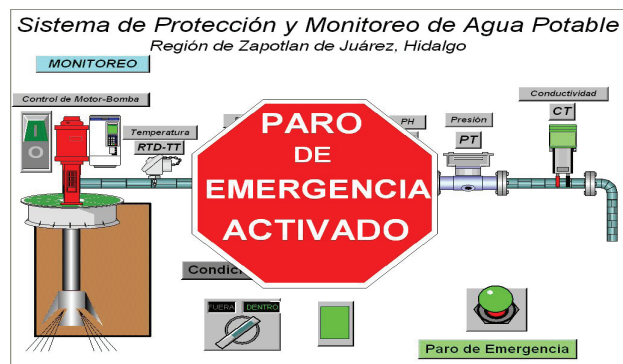 Sistema de Protección y Monitoreo de Agua Potable
Región de Zapotlan de Juárez, Hidalgo
MONITOREO
Control de Motor-Bomba
I
O
Temperatura
RTD-TT
PARO
DE
EMERGENCIA
ACTIVADO
PH
Presión
PT
Conductividad
CT
FUERA
DENTRO
Paro de Emergencia